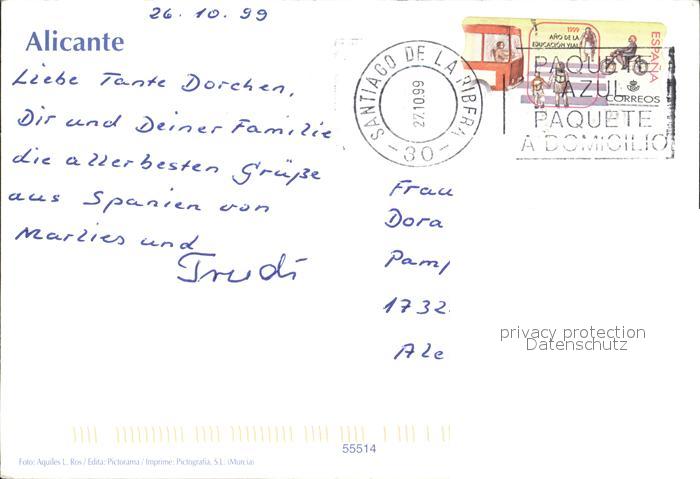 26. 10. 99
Alicante
Liebe Tante Dorchen,
Dir und Deiner Familie
die allerbesten Grüße
aus Spanien von
Marlies und
Trudi
1999
AÑO DE LA
EDUCACION VIAL
ESPAÑA
CORREOS
SANTIAGO DE LA RIBERA
27.10.99
- 30 -
PAQUETE
AZUL
PAQUETE
A DOMICILIO
Frau
Dora
Pam
1732
Ale
privacy protection
Datenschutz
55514
Foto: Aquiles L. Ros / Edita: Pictorama / Imprime: Pictografía, S.L. (Murcia)